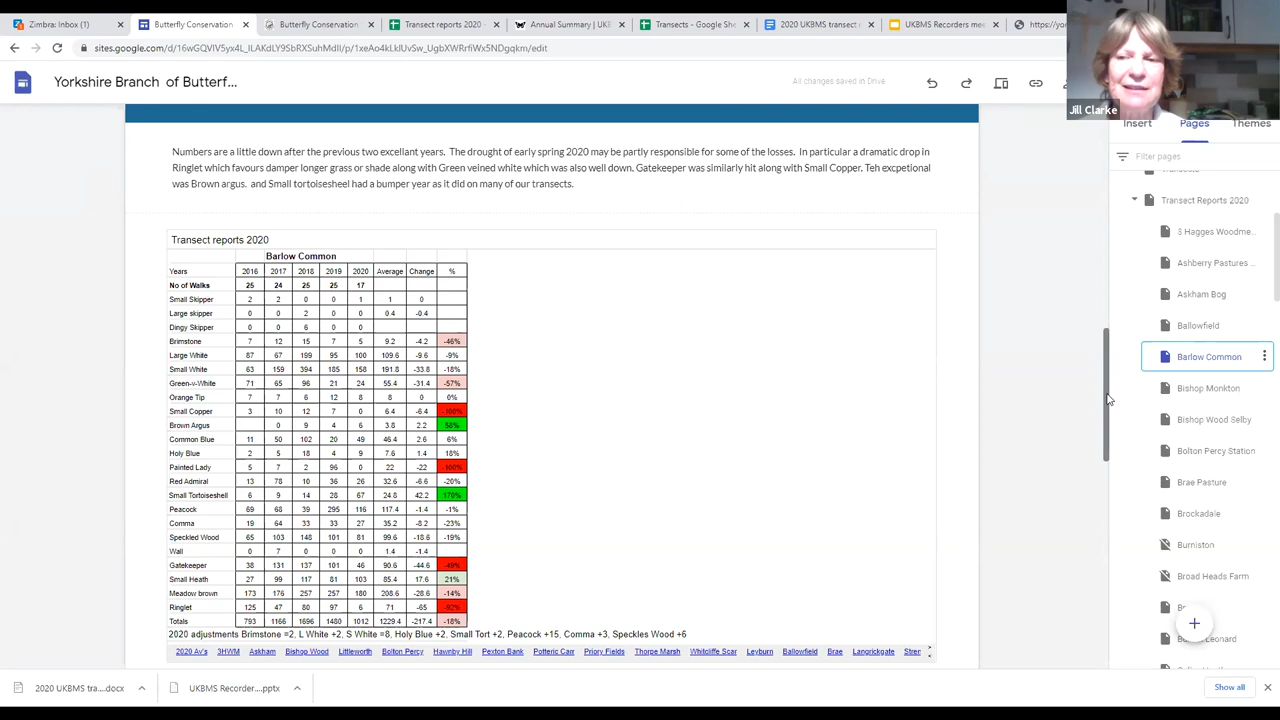 Zimbra: Inbox (1)
Butterfly Conservation
Butterfly Conservation
Transect reports 2020
Annual Summary | UKB
Transects - Google She
2020 UKBMS transect r
UKBMS Recorders me
https://yo
sites.google.com/d/
/edit
Yorkshire Branch of Butterf...
All changes saved in Drive
Jill Clarke
Insert Pages Themes
Numbers are a little down after the previous two excellant years. The drought of early spring 2020 may be partly responsible for some of the losses. In particular a dramatic drop in
Ringlet which favours damper longer grass or shade along with Green veined white which was also well down. Gatekeeper was similarly hit along with Small Copper. Teh excpetional
was Brown argus. and Small tortoisesheel had a bumper year as it did on many of our transects.
Transect reports 2020
Barlow Common
Years 2016 2017 2018 2019 2020 Average Change %
No of Walks 25 24 25 25 17
Small Skipper 2 2 0 0 1 1 0
Large skipper 0 0 2 0 0 0.4 -0.4
Dingy Skipper 0 0 6 0 0
Brimstone 7 12 15 7 5 9.2 -4.2 -46%
Large White 87 67 199 95 100 109.6 -9.6 -9%
Small White 63 159 394 185 158 191.8 -33.8 -18%
Green-v-White 71 65 96 21 24 55.4 -31.4 -57%
Orange Tip 7 7 6 12 8 8 0 0%
Small Copper 3 10 12 7 0 6.4 -6.4 -100%
Brown Argus 0 9 4 6 3.8 2.2 58%
Common Blue 11 50 102 20 49 46.4 2.6 6%
Holy Blue 2 5 18 4 9 7.6 1.4 18%
Painted Lady 5 7 2 96 0 22 -22 -100%
Red Admiral 13 78 10 36 26 32.6 -6.6 -20%
Small Tortoiseshell 6 9 14 28 67 24.8 42.2 170%
Peacock 69 68 39 295 116 117.4 -1.4 -1%
Comma 19 64 33 33 27 35.2 -8.2 -23%
Speckled Wood 65 103 148 101 81 99.6 -18.6 -19%
Wall 0 7 0 0 0 1.4 -1.4
Gatekeeper 38 131 137 101 46 90.6 -44.6 -49%
Small Heath 27 99 117 81 103 85.4 17.6 21%
Meadow brown 173 176 257 257 180 208.6 -28.6 -14%
Ringlet 125 47 80 97 6 71 -65 -92%
Totals 793 1166 1696 1480 1012 1229.4 -217.4 -18%
2020 adjustments Brimstone =2, L White +2, S White =8, Holy Blue +2, Small Tort +2, Peacock +15, Comma +3, Speckles Wood +6
2020 Av's 3HWM Askham Bishop Wood Littleworth Bolton Percy Hawnby Hill Pexton Bank Potteric Carr Priory Fields Thorpe Marsh Whitcliffe Scar Leyburn Ballowfield Brae Langrickgate Stren
Filter pages
Transect Reports 2020
3 Hagges Woodme...
Ashberry Pastures ...
Askham Bog
Ballowfield
Barlow Common
Bishop Monkton
Bishop Wood Selby
Bolton Percy Station
Brae Pasture
Brockadale
Burniston
Broad Heads Farm
Leonard
2020 UKBMS tra....docx
UKBMS Recorder....pptx
Show all